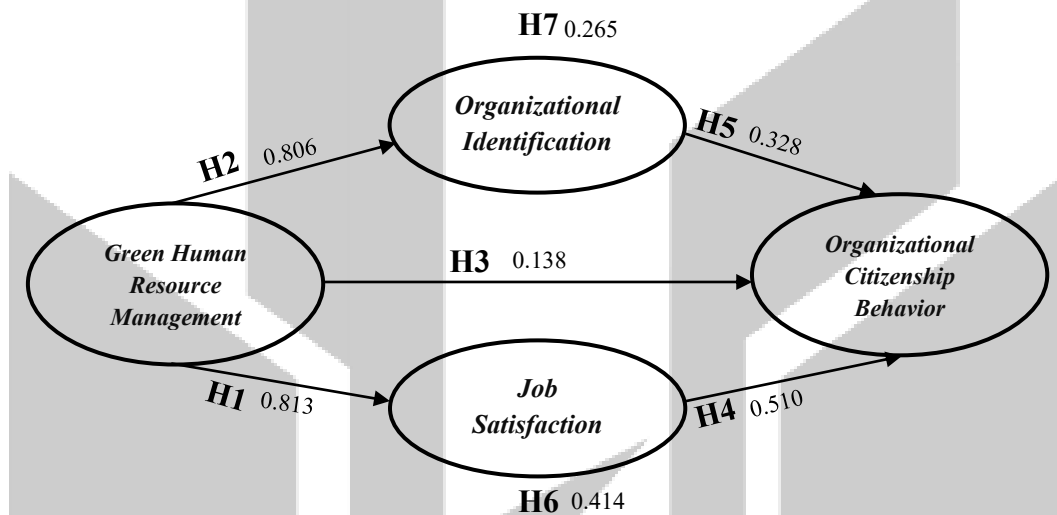 H7 0.265
Organizational
Identification
H5 0.328
H2 0.806
Green Human
Resource
Management
H3 0.138
Organizational
Citizenship
Behavior
H1 0.813
Job
Satisfaction
H4 0.510
H6 0.414